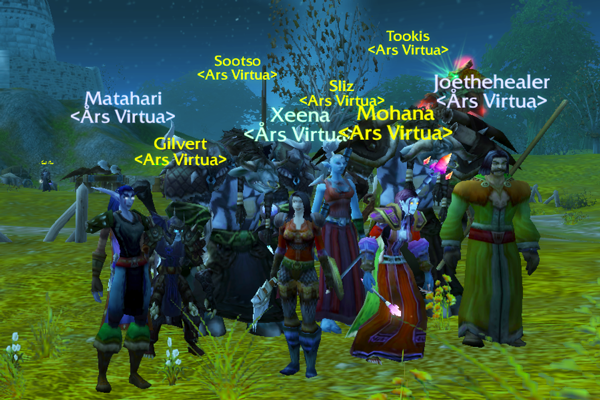 Tookis
<Ars Virtua>
Sootso
<Ars Virtua>
Sliz
<Ars Virtua>
Joethehealer
<Ars Virtua>
Matahari
<Ars Virtua>
Xeena
<Ars Virtua
Mohana
<Ars Virtua>
Gilvert
<Ars Virtua>